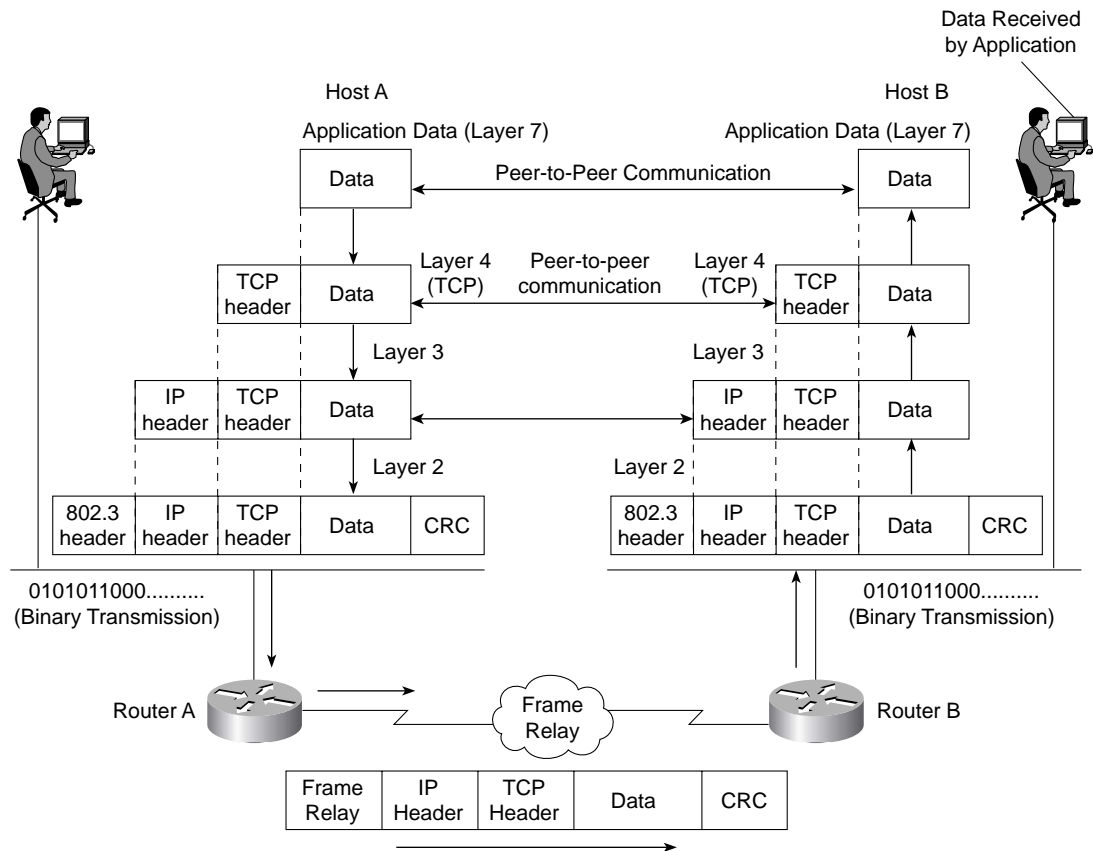 Data Received
by Application
Host A
Host B
Application Data (Layer 7)
Application Data (Layer 7)
Data
Peer-to-Peer Communication
Data
TCP
header
Data
Layer 4
(TCP)
Peer-to-peer
communication
Layer 4
(TCP)
TCP
header
Data
Layer 3
Layer 3
IP
header
TCP
header
Data
IP
header
TCP
header
Data
Layer 2
Layer 2
802.3
header
IP
header
TCP
header
Data
CRC
802.3
header
IP
header
TCP
header
Data
CRC
0101011000..........
(Binary Transmission)
0101011000..........
(Binary Transmission)
Router A
Frame
Relay
Router B
Frame
Relay
IP
Header
TCP
Header
Data
CRC